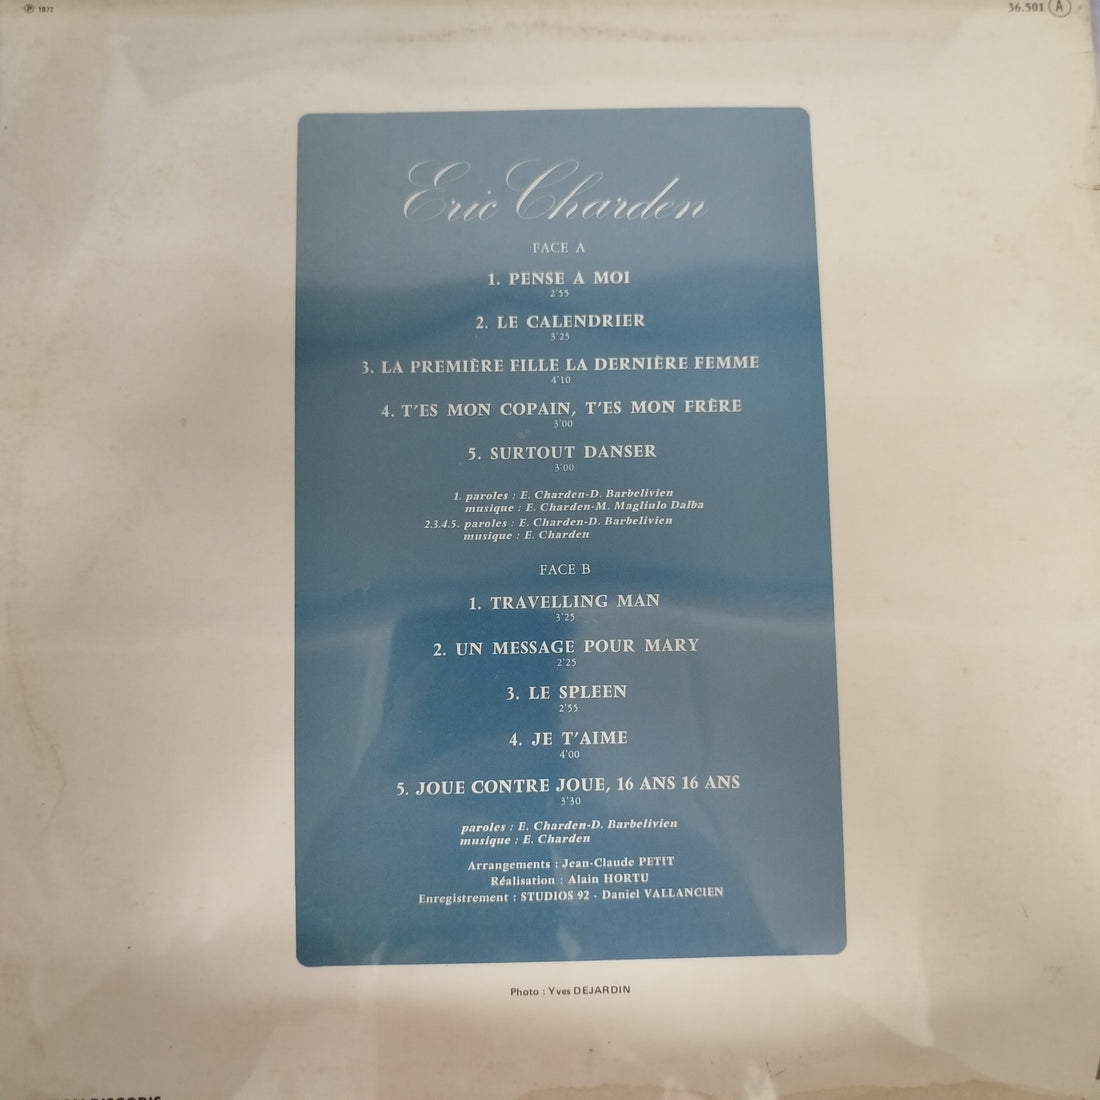 ℗ 1977
36.501 A
Eric Charden
FACE A
1. PENSE A MOI
2'55
2. LE CALENDRIER
3'25
3. LA PREMIÈRE FILLE LA DERNIÈRE FEMME
4'10
4. T'ES MON COPAIN, T'ES MON FRÈRE
3'00
5. SURTOUT DANSER
3'00
1. paroles : E. Charden-D. Barbelivien
musique : E. Charden-M. Magliulo Dalba
2.3.4.5. paroles : E. Charden-D. Barbelivien
musique : E. Charden
FACE B
1. TRAVELLING MAN
3'25
2. UN MESSAGE POUR MARY
2'25
3. LE SPLEEN
2'55
4. JE T'AIME
4'00
5. JOUE CONTRE JOUE, 16 ANS 16 ANS
3'30
paroles : E. Charden-D. Barbelivien
musique : E. Charden
Arrangements : Jean-Claude PETIT
Réalisation : Alain HORTU
Enregistrement : STUDIOS 92 - Daniel VALLANCIEN
Photo : Yves DEJARDIN